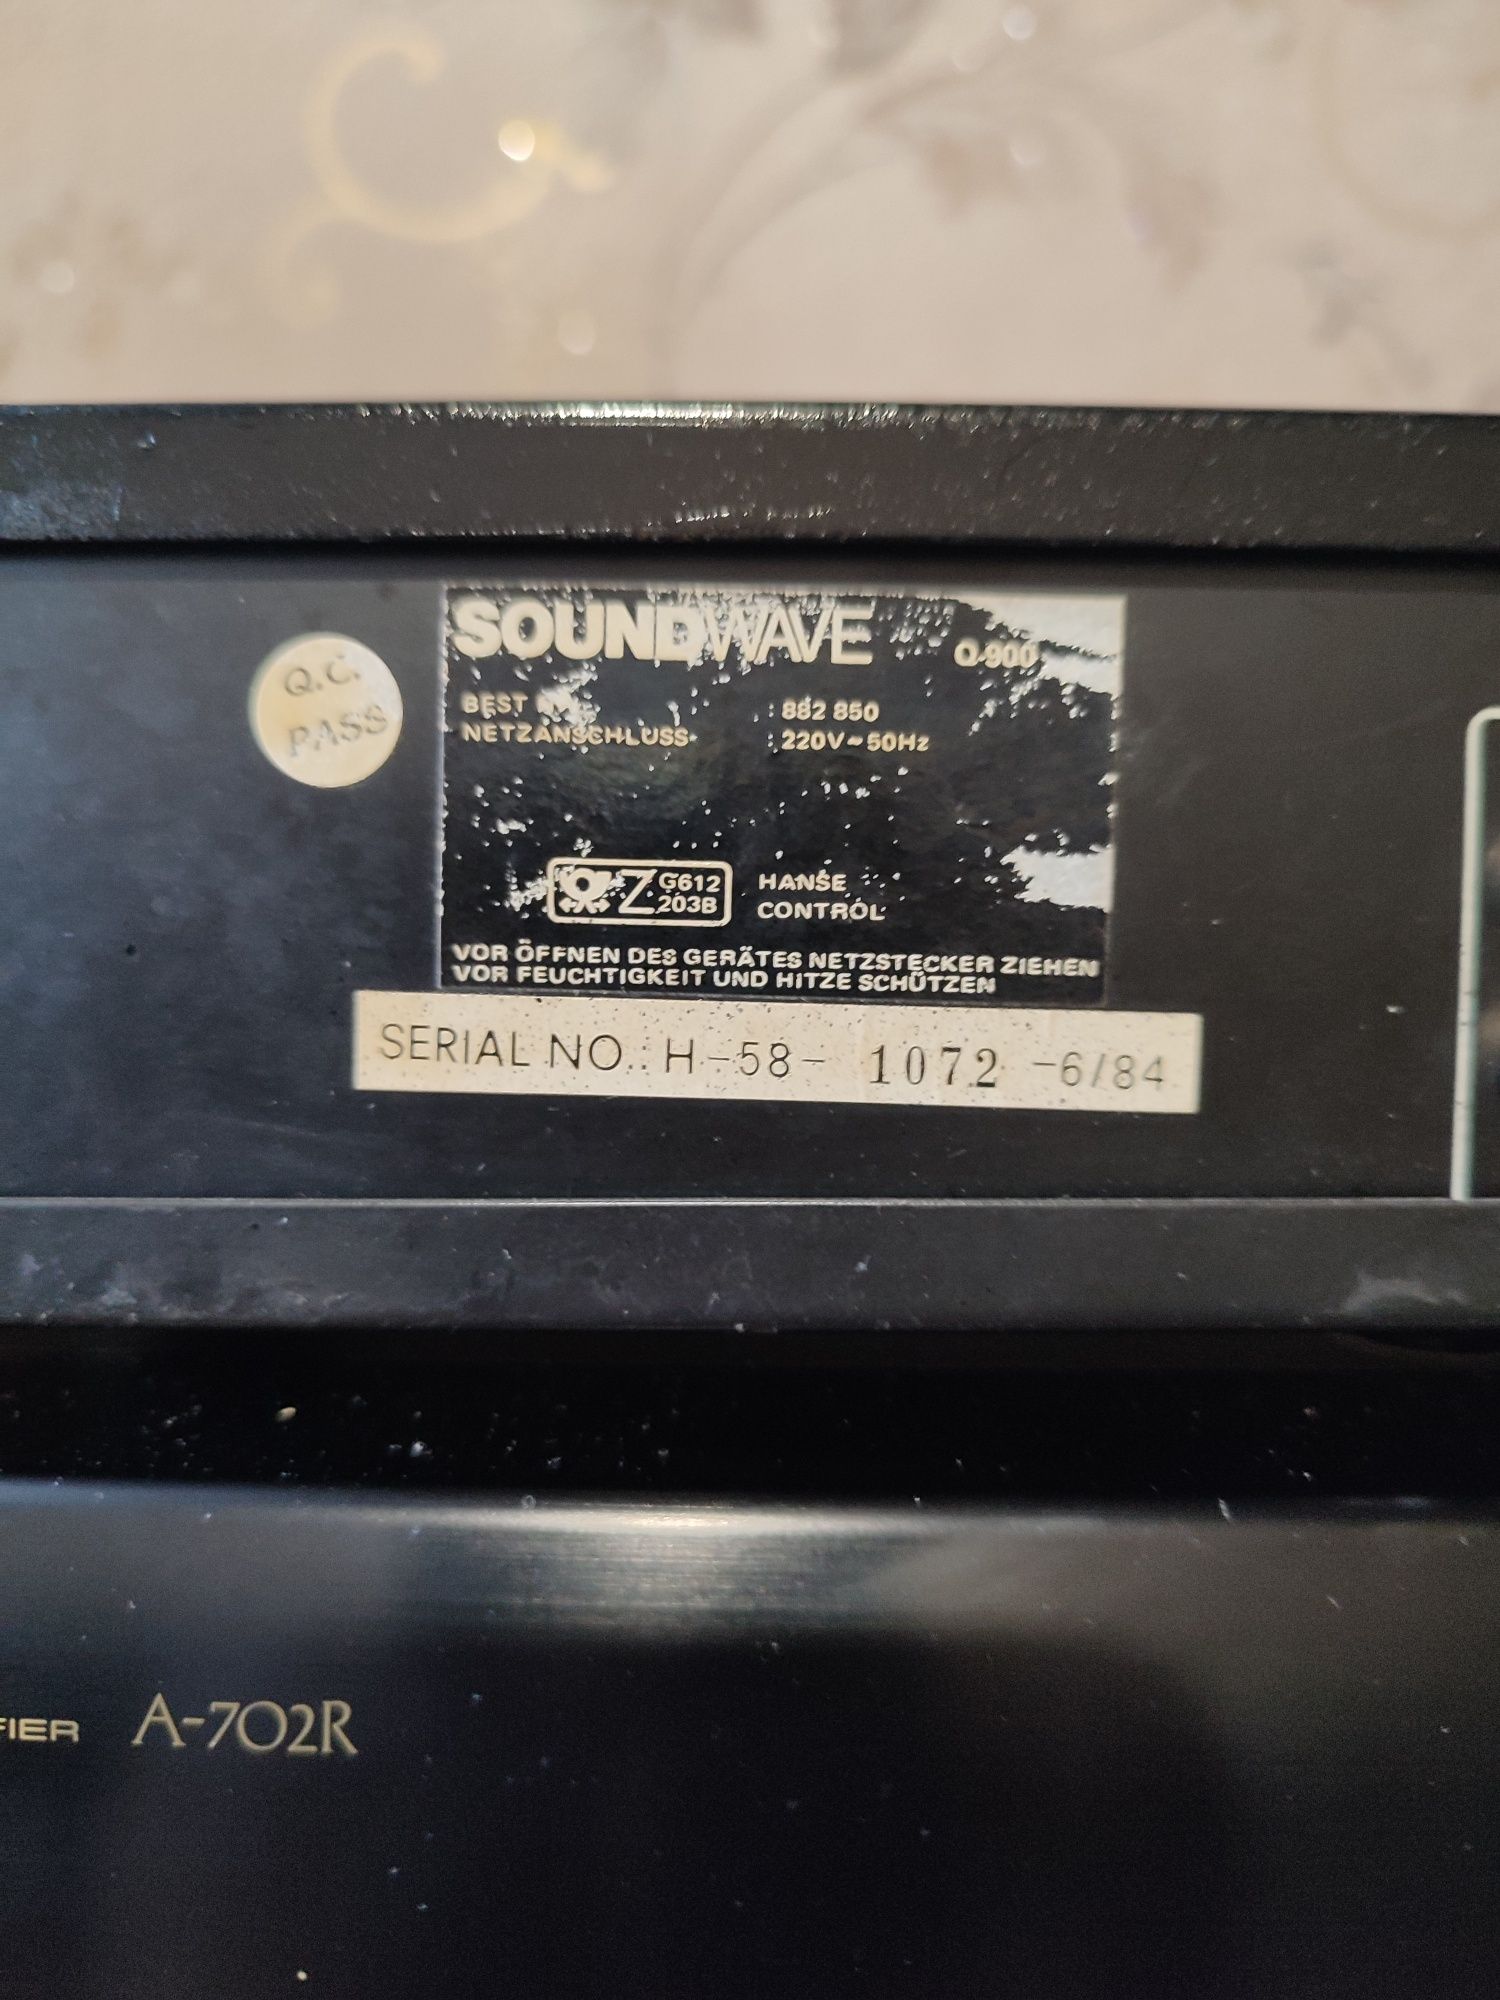 SOUNDWAVE Q-900
Q.C.
PASS
BEST : 882 850
NETZANSCHLUSS : 220V~50Hz
Z G612
203B
HANSE
CONTROL
VOR ÖFFNEN DES GERÄTES NETZSTECKER ZIEHEN
VOR FEUCHTIGKEIT UND HITZE SCHÜTZEN
SERIAL NO.: H-58- 1072 -6/84
FIER A-702R